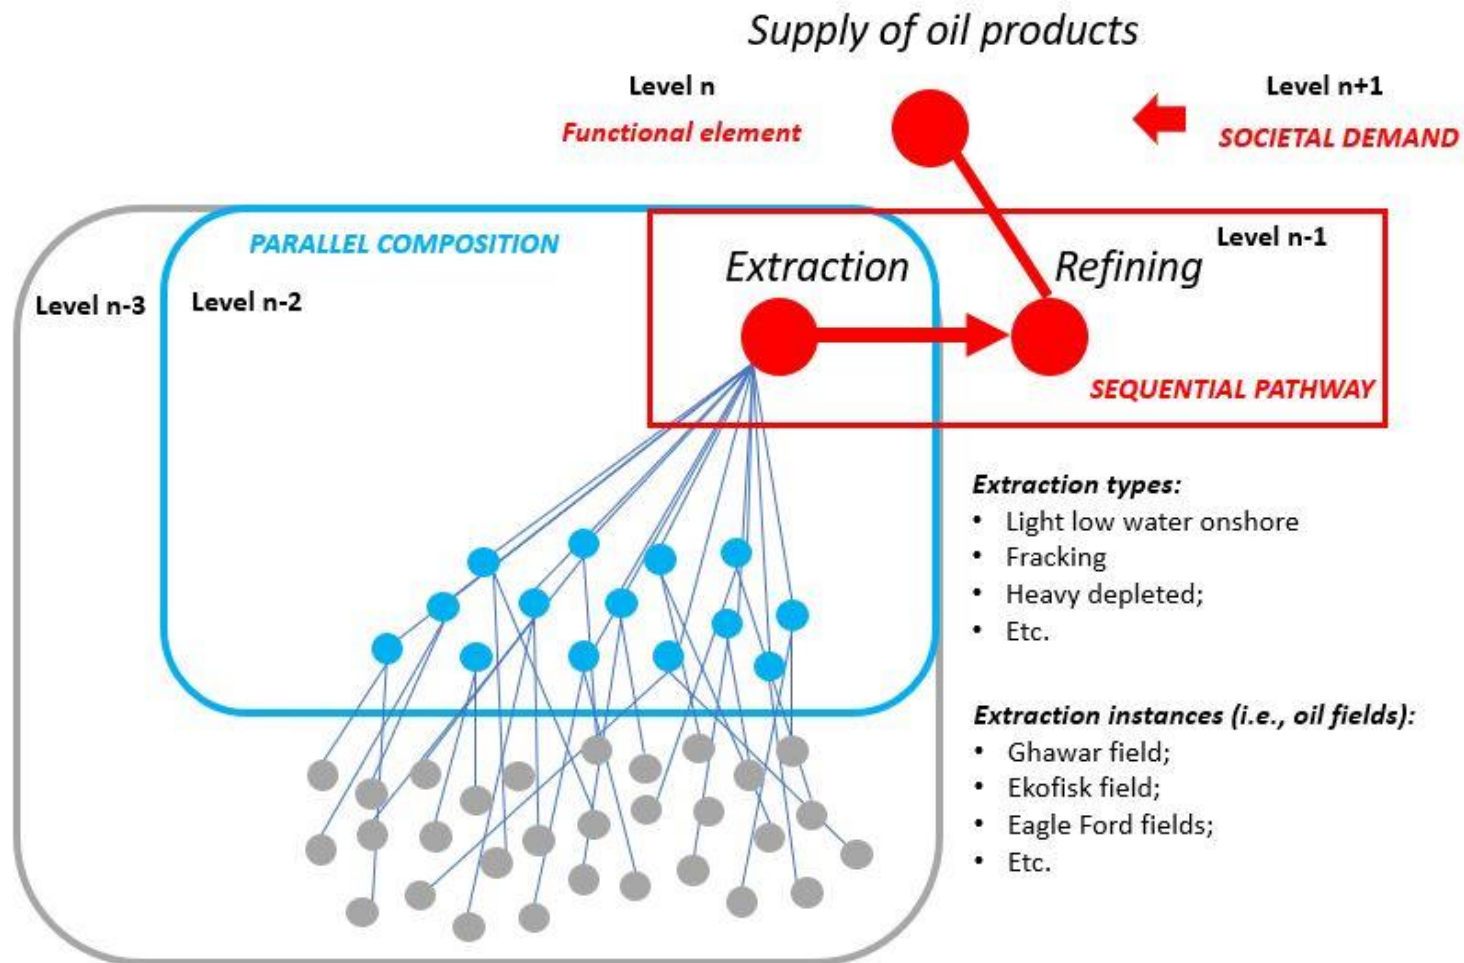 Supply of oil products
Level n
Level n+1
Functional element
SOCIETAL DEMAND
PARALLEL COMPOSITION
Level n-1
Extraction
Refining
Level n-3
Level n-2
SEQUENTIAL PATHWAY
Extraction types:
• Light low water onshore
• Fracking
• Heavy depleted;
• Etc.
Extraction instances (i.e., oil fields):
• Ghawar field;
• Ekofisk field;
• Eagle Ford fields;
• Etc.